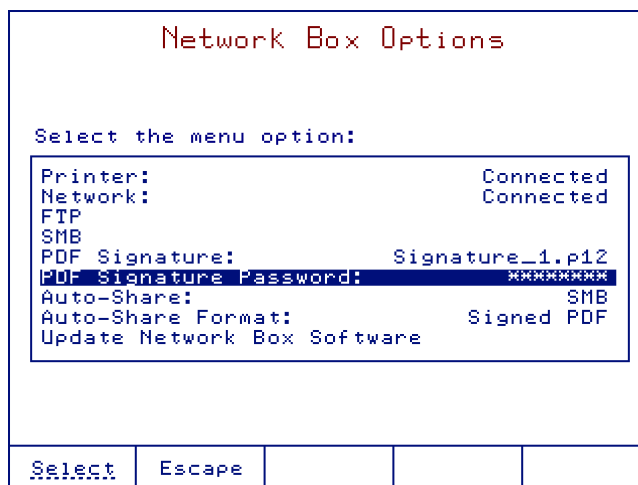 Network Box Options
Select the menu option:
Printer: Connected
Network: Connected
FTP
SMB
PDF Signature: Signature_1.p12
PDF Signature Password: ********
Auto-Share: SMB
Auto-Share Format: Signed PDF
Update Network Box Software
Select Escape